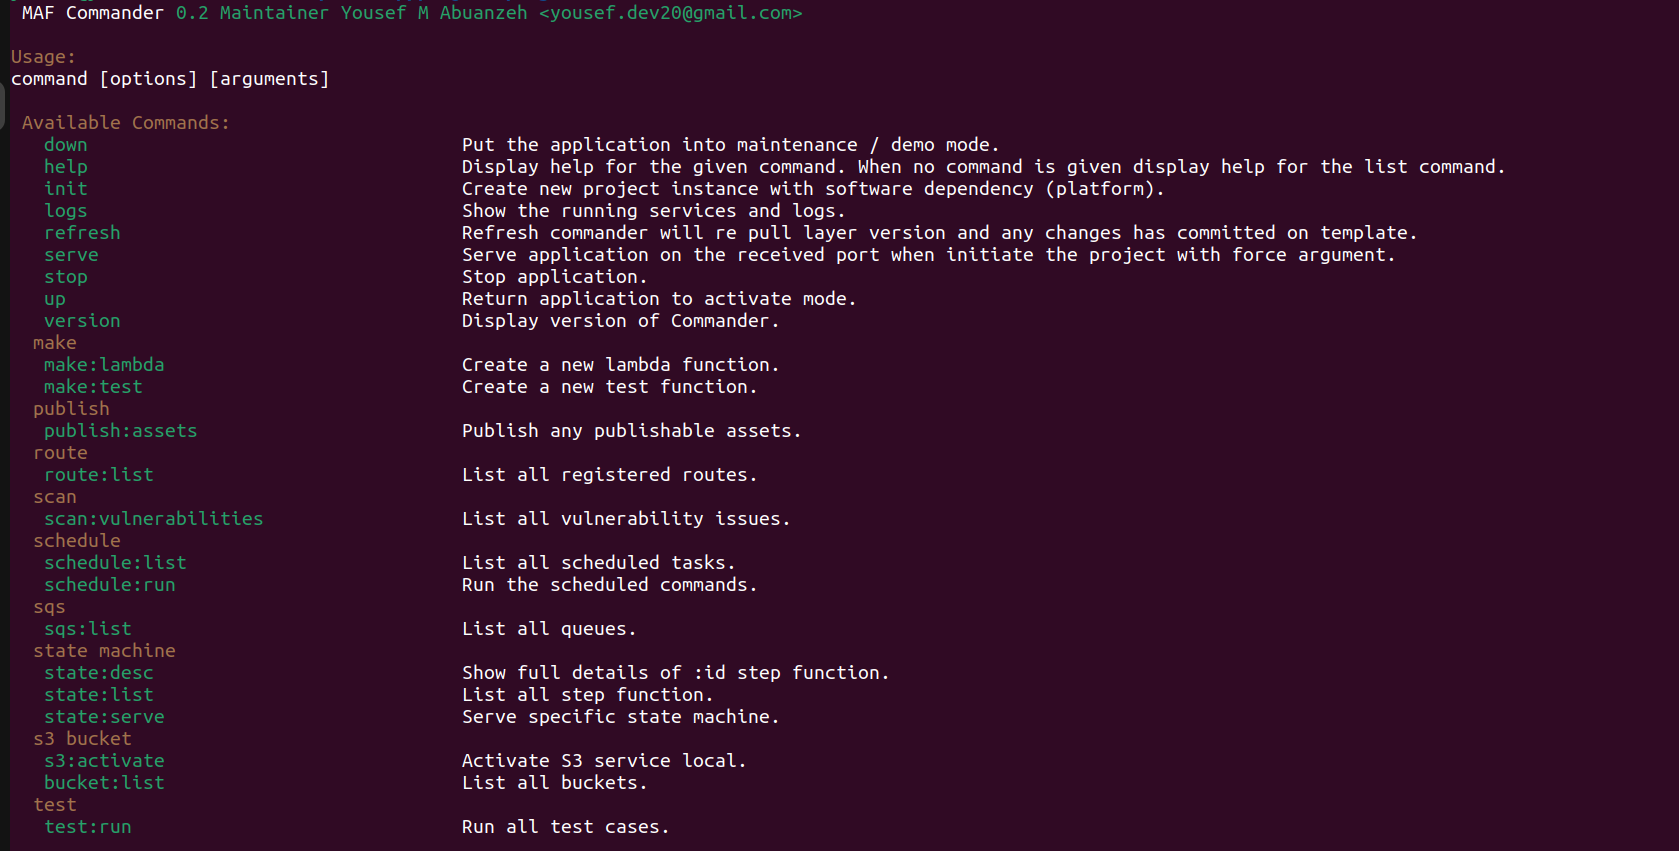 MAF Commander 0.2 Maintainer Yousef M Abuanzeh <yousef.dev20@gmail.com>
Usage:
command [options] [arguments]
Available Commands:
down Put the application into maintenance / demo mode.
help Display help for the given command. When no command is given display help for the list command.
init Create new project instance with software dependency (platform).
logs Show the running services and logs.
refresh Refresh commander will re pull layer version and any changes has committed on template.
serve Serve application on the received port when initiate the project with force argument.
stop Stop application.
up Return application to activate mode.
version Display version of Commander.
make
make:lambda Create a new lambda function.
make:test Create a new test function.
publish
publish:assets Publish any publishable assets.
route
route:list List all registered routes.
scan
scan:vulnerabilities List all vulnerability issues.
schedule
schedule:list List all scheduled tasks.
schedule:run Run the scheduled commands.
sqs
sqs:list List all queues.
state machine
state:desc Show full details of :id step function.
state:list List all step function.
state:serve Serve specific state machine.
s3 bucket
s3:activate Activate S3 service local.
bucket:list List all buckets.
test
test:run Run all test cases.